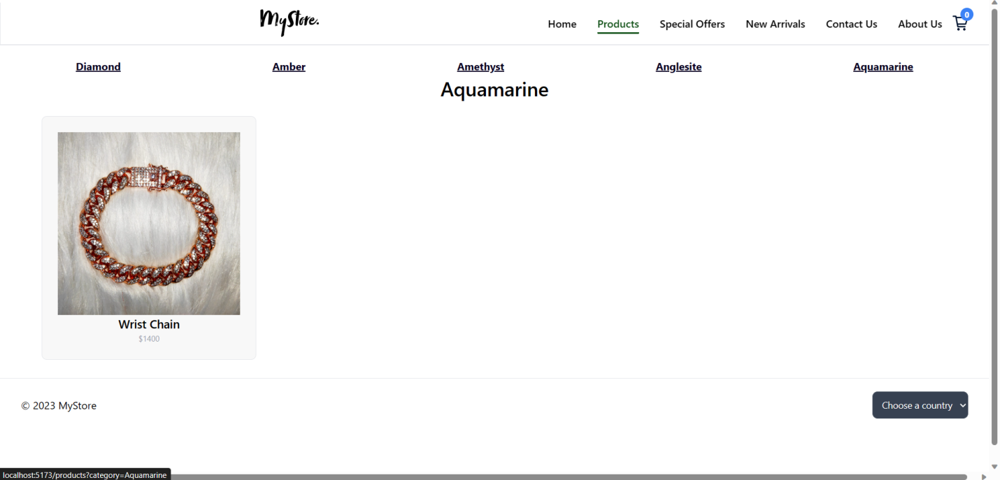 MyStore.
Home Products Special Offers New Arrivals Contact Us About Us 0
Diamond Amber Amethyst Anglesite Aquamarine
Aquamarine
Wrist Chain
$1400
© 2023 MyStore Choose a country
localhost:5173/products?category=Aquamarine